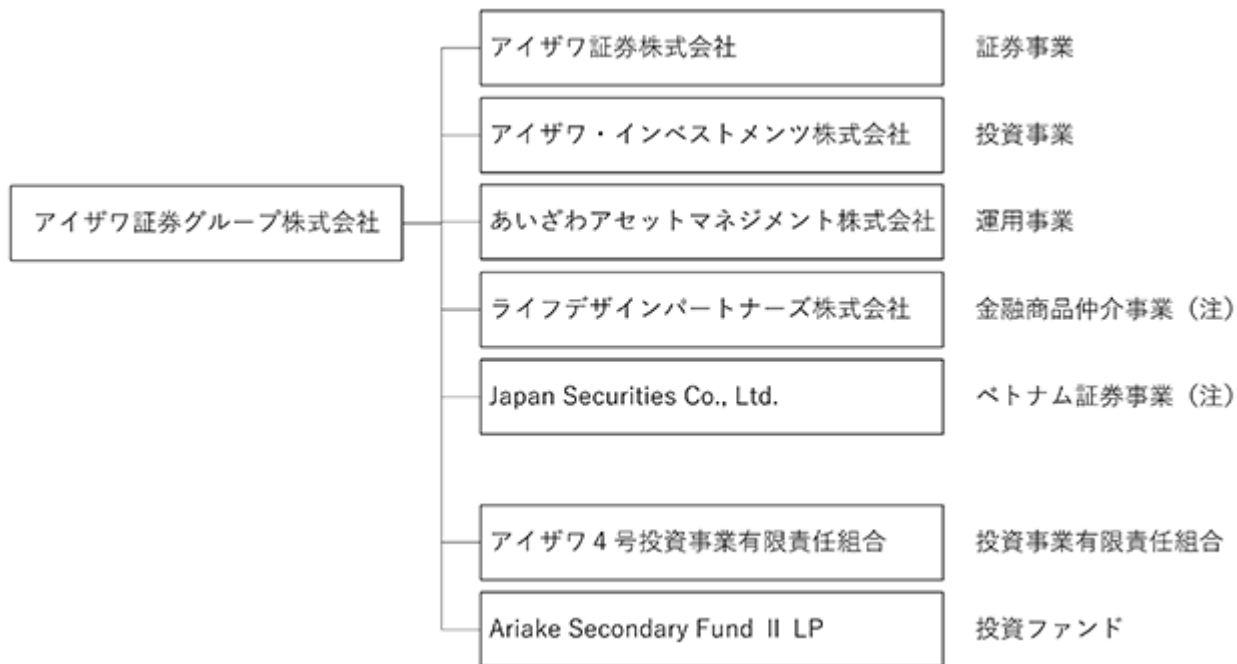 アイザワ証券株式会社 証券事業
アイザワ・インベストメンツ株式会社 投資事業
アイザワ証券グループ株式会社 あいざわアセットマネジメント株式会社 運用事業
ライフデザインパートナーズ株式会社 金融商品仲介事業（注）
Japan Securities Co., Ltd. ベトナム証券事業（注）
アイザワ４号投資事業有限責任組合 投資事業有限責任組合
Ariake Secondary Fund Ⅱ LP 投資ファンド